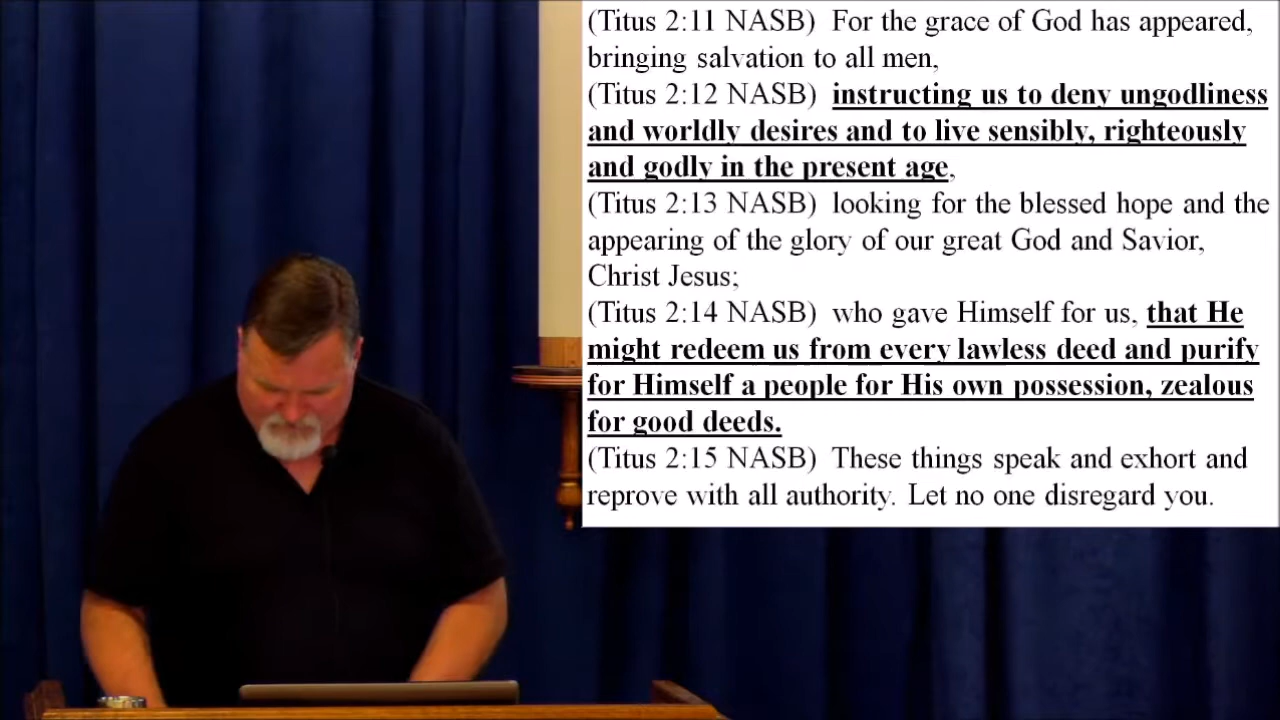 (Titus 2:11 NASB)  For the grace of God has appeared,
bringing salvation to all men,
(Titus 2:12 NASB)  instructing us to deny ungodliness
and worldly desires and to live sensibly, righteously
and godly in the present age,
(Titus 2:13 NASB)  looking for the blessed hope and the
appearing of the glory of our great God and Savior,
Christ Jesus;
(Titus 2:14 NASB)  who gave Himself for us, that He
might redeem us from every lawless deed and purify
for Himself a people for His own possession, zealous
for good deeds.
(Titus 2:15 NASB)  These things speak and exhort and
reprove with all authority. Let no one disregard you.